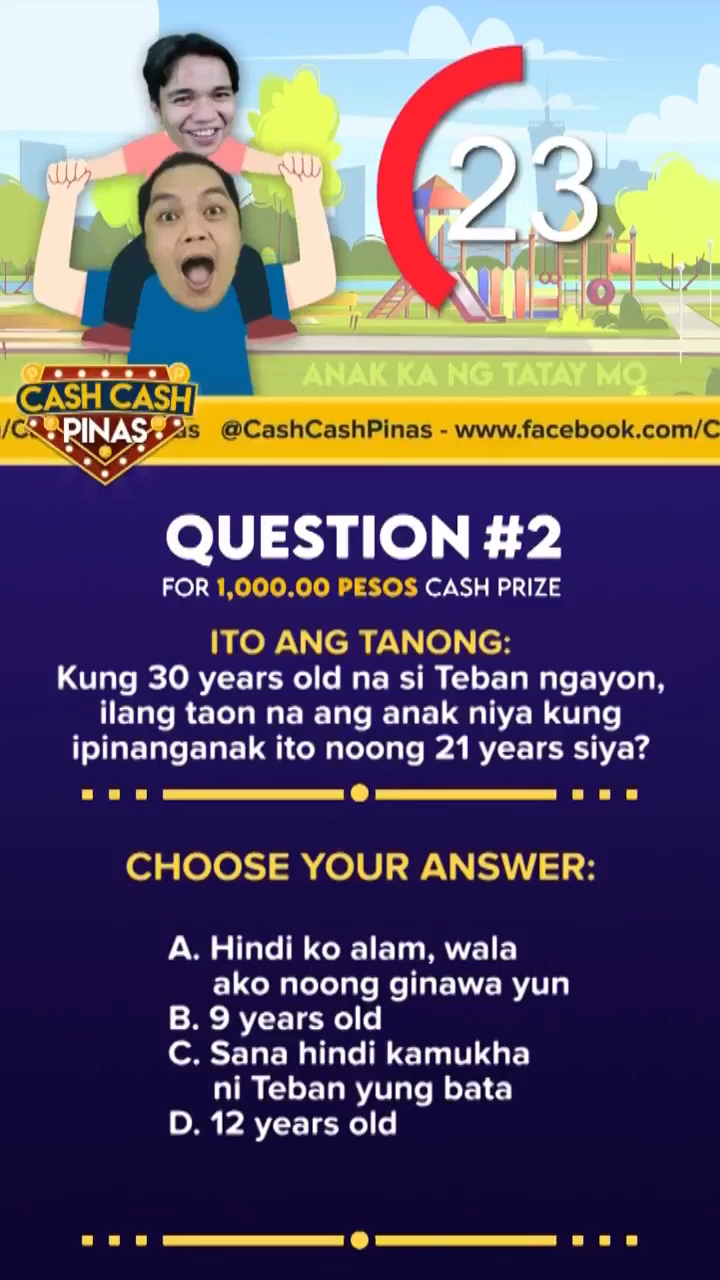 23
ANAK KA NG TATAY MO
CASH CASH
PINAS
@CashCashPinas - www.facebook.com/C
QUESTION #2
FOR 1,000.00 PESOS CASH PRIZE
ITO ANG TANONG:
Kung 30 years old na si Teban ngayon,
ilang taon na ang anak niya kung
ipinanganak ito noong 21 years siya?
CHOOSE YOUR ANSWER:
A. Hindi ko alam, wala
ako noong ginawa yun
B. 9 years old
C. Sana hindi kamukha
ni Teban yung bata
D. 12 years old